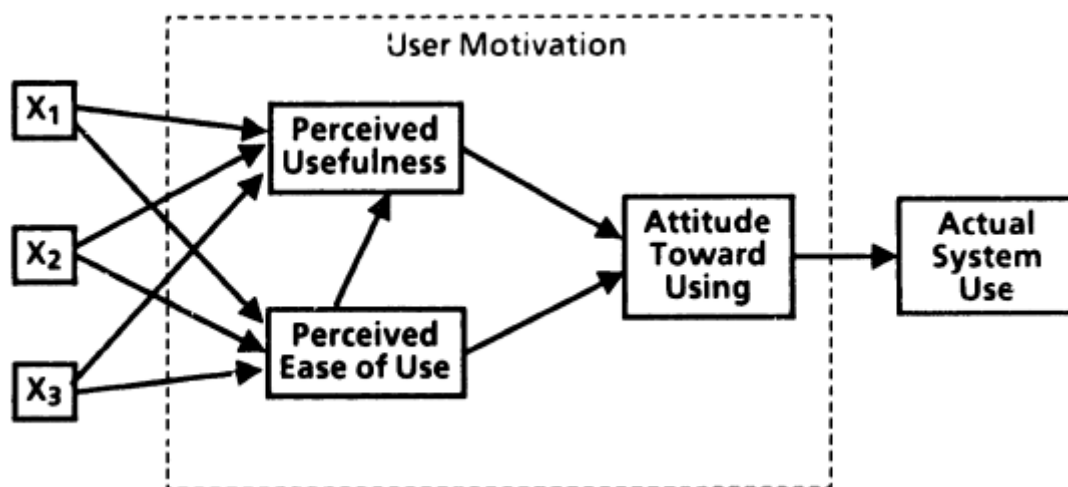 User Motivation
X₁
Perceived
Usefulness
X₂
Attitude
Toward
Using
Actual
System
Use
X₃
Perceived
Ease of Use